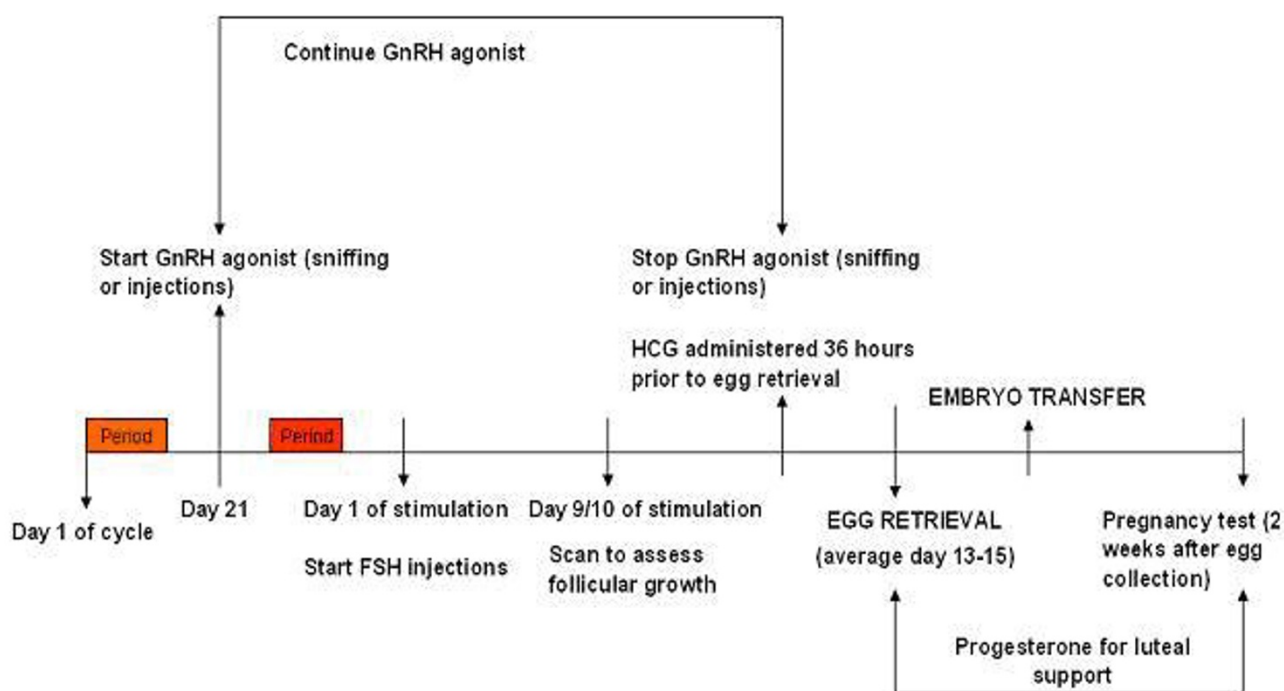 Continue GnRH agonist
Start GnRH agonist (sniffing
or injections)
Stop GnRH agonist (sniffing
or injections)
HCG administered 36 hours
prior to egg retrieval
EMBRYO TRANSFER
Period
Period
Day 1 of cycle
Day 21
Day 1 of stimulation
Start FSH injections
Day 9/10 of stimulation
Scan to assess
follicular growth
EGG RETRIEVAL
(average day 13-15)
Pregnancy test (2
weeks after egg
collection)
Progesterone for luteal
support